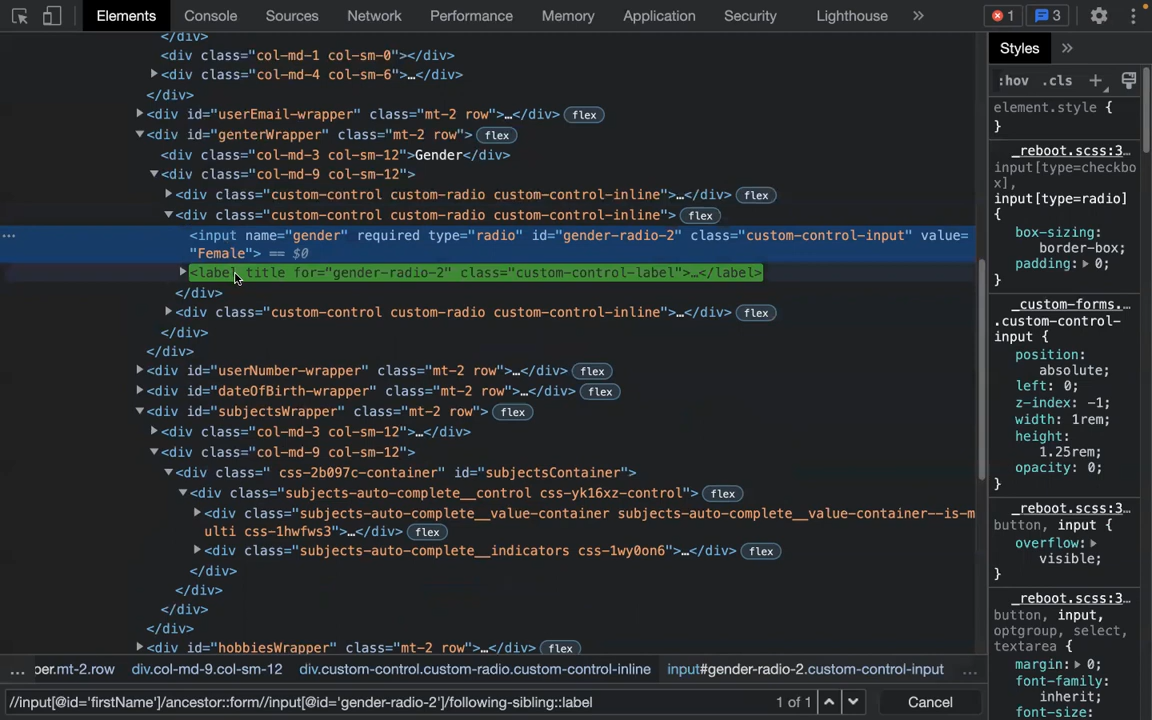 Elements Console Sources Network Performance Memory Application Security Lighthouse » 1 3
</div>
<div class="col-md-1 col-sm-0"></div>
<div class="col-md-4 col-sm-6">…</div>
</div>
<div id="userEmail-wrapper" class="mt-2 row">…</div> flex
<div id="genterWrapper" class="mt-2 row"> flex
<div class="col-md-3 col-sm-12">Gender</div>
<div class="col-md-9 col-sm-12">
<div class="custom-control custom-radio custom-control-inline">…</div> flex
<div class="custom-control custom-radio custom-control-inline"> flex
… <input name="gender" required type="radio" id="gender-radio-2" class="custom-control-input" value=
"Female"> == $0
<label title for="gender-radio-2" class="custom-control-label">…</label>
</div>
<div class="custom-control custom-radio custom-control-inline">…</div> flex
</div>
</div>
<div id="userNumber-wrapper" class="mt-2 row">…</div> flex
<div id="dateOfBirth-wrapper" class="mt-2 row">…</div> flex
<div id="subjectsWrapper" class="mt-2 row"> flex
<div class="col-md-3 col-sm-12">…</div>
<div class="col-md-9 col-sm-12">
<div class=" css-2b097c-container" id="subjectsContainer">
<div class="subjects-auto-complete__control css-yk16xz-control"> flex
<div class="subjects-auto-complete__value-container subjects-auto-complete__value-container--is-m
ulti css-1hwfws3">…</div> flex
<div class="subjects-auto-complete__indicators css-1wy0on6">…</div> flex
</div>
</div>
</div>
</div>
<div id="hobbiesWrapper" class="mt-2 row">…</div> flex
… per.mt-2.row div.col-md-9.col-sm-12 div.custom-control.custom-radio.custom-control-inline input#gender-radio-2.custom-control-input …
//input[@id='firstName']/ancestor::form//input[@id='gender-radio-2']/following-sibling::label 1 of 1 Cancel
Styles »
:hov .cls +
element.style {
}
_reboot.scss:3…
input[type=checkbo
x],
input[type=radio]
{
box-sizing:
border-box;
padding: 0;
}
_custom-forms.…
.custom-control-
input {
position:
absolute;
left: 0;
z-index: -1;
width: 1rem;
height:
1.25rem;
opacity: 0;
}
_reboot.scss:3…
button, input {
overflow:
visible;
}
_reboot.scss:3…
button, input,
optgroup, select,
textarea {
margin: 0;
font-family:
inherit;
font-size: